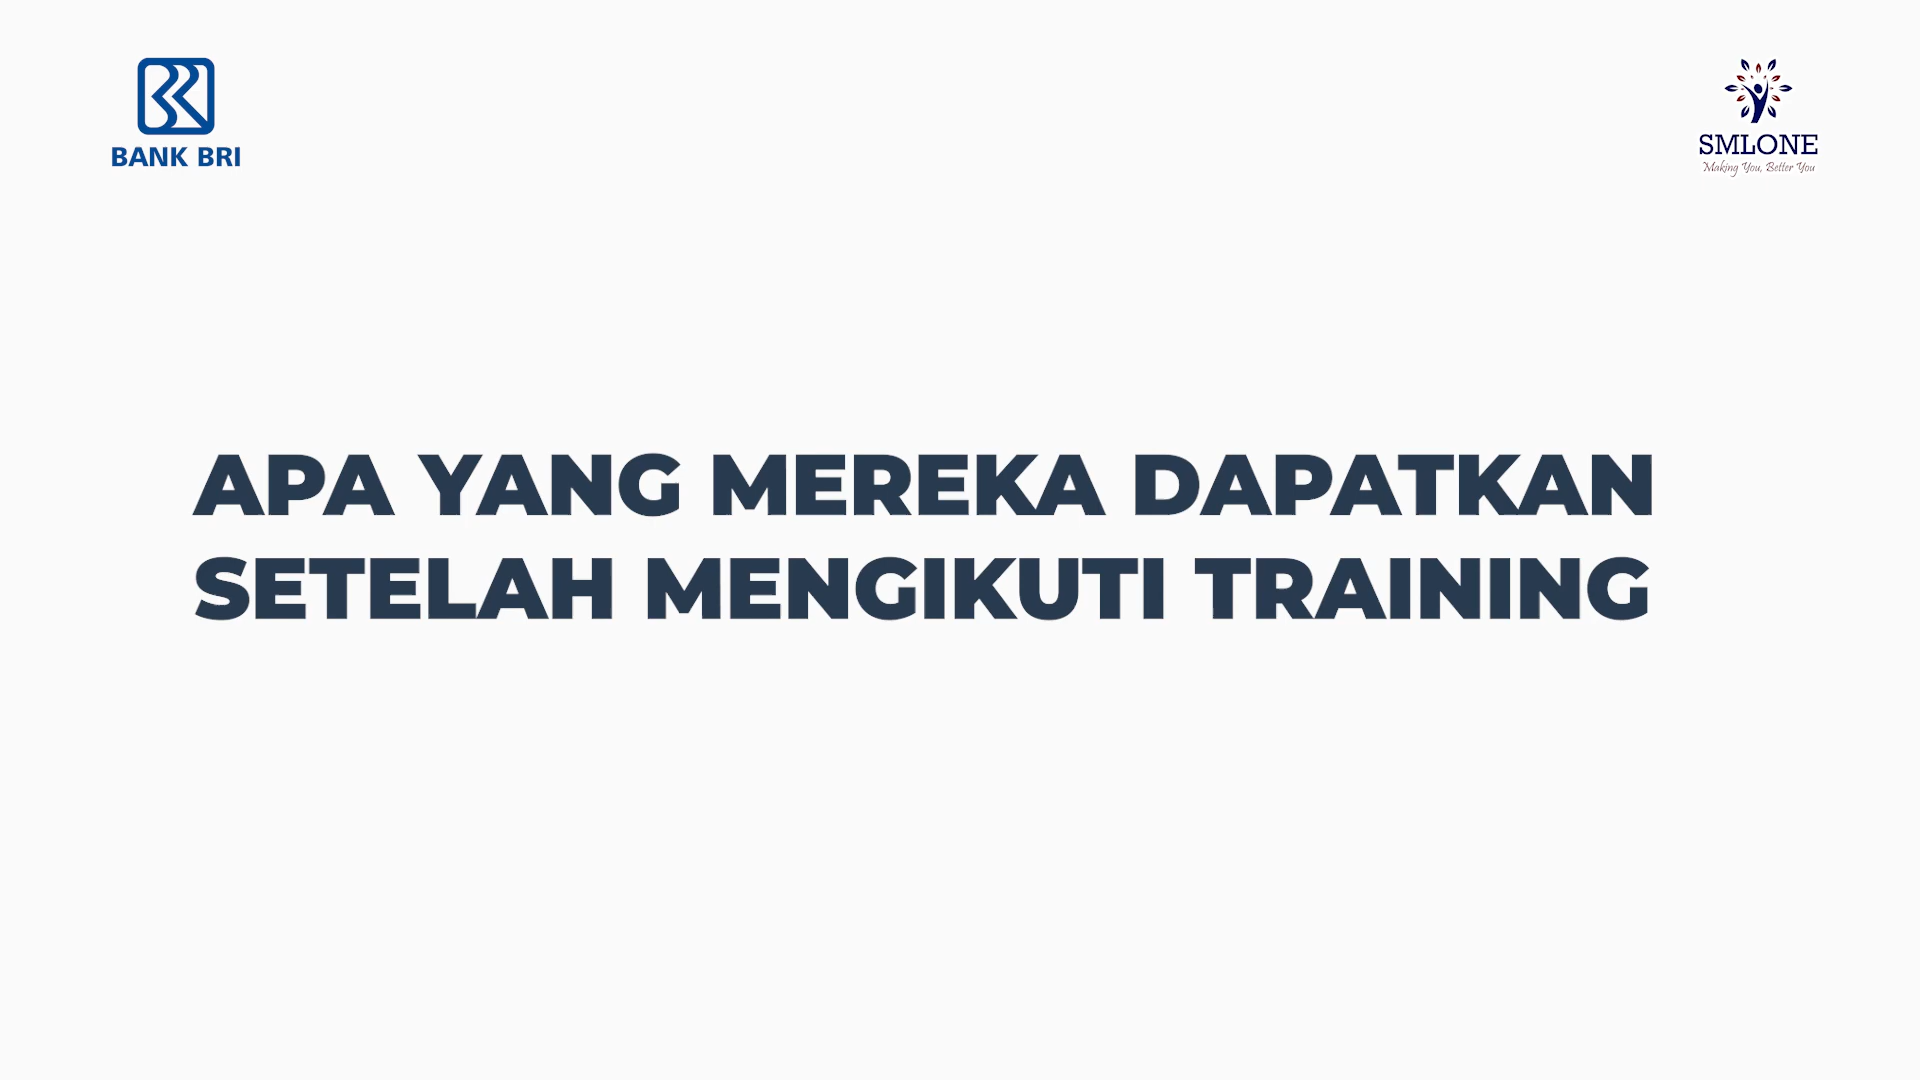 BANK BRI
SMLONE
Making You, Better You
APA YANG MEREKA DAPATKAN
SETELAH MENGIKUTI TRAINING